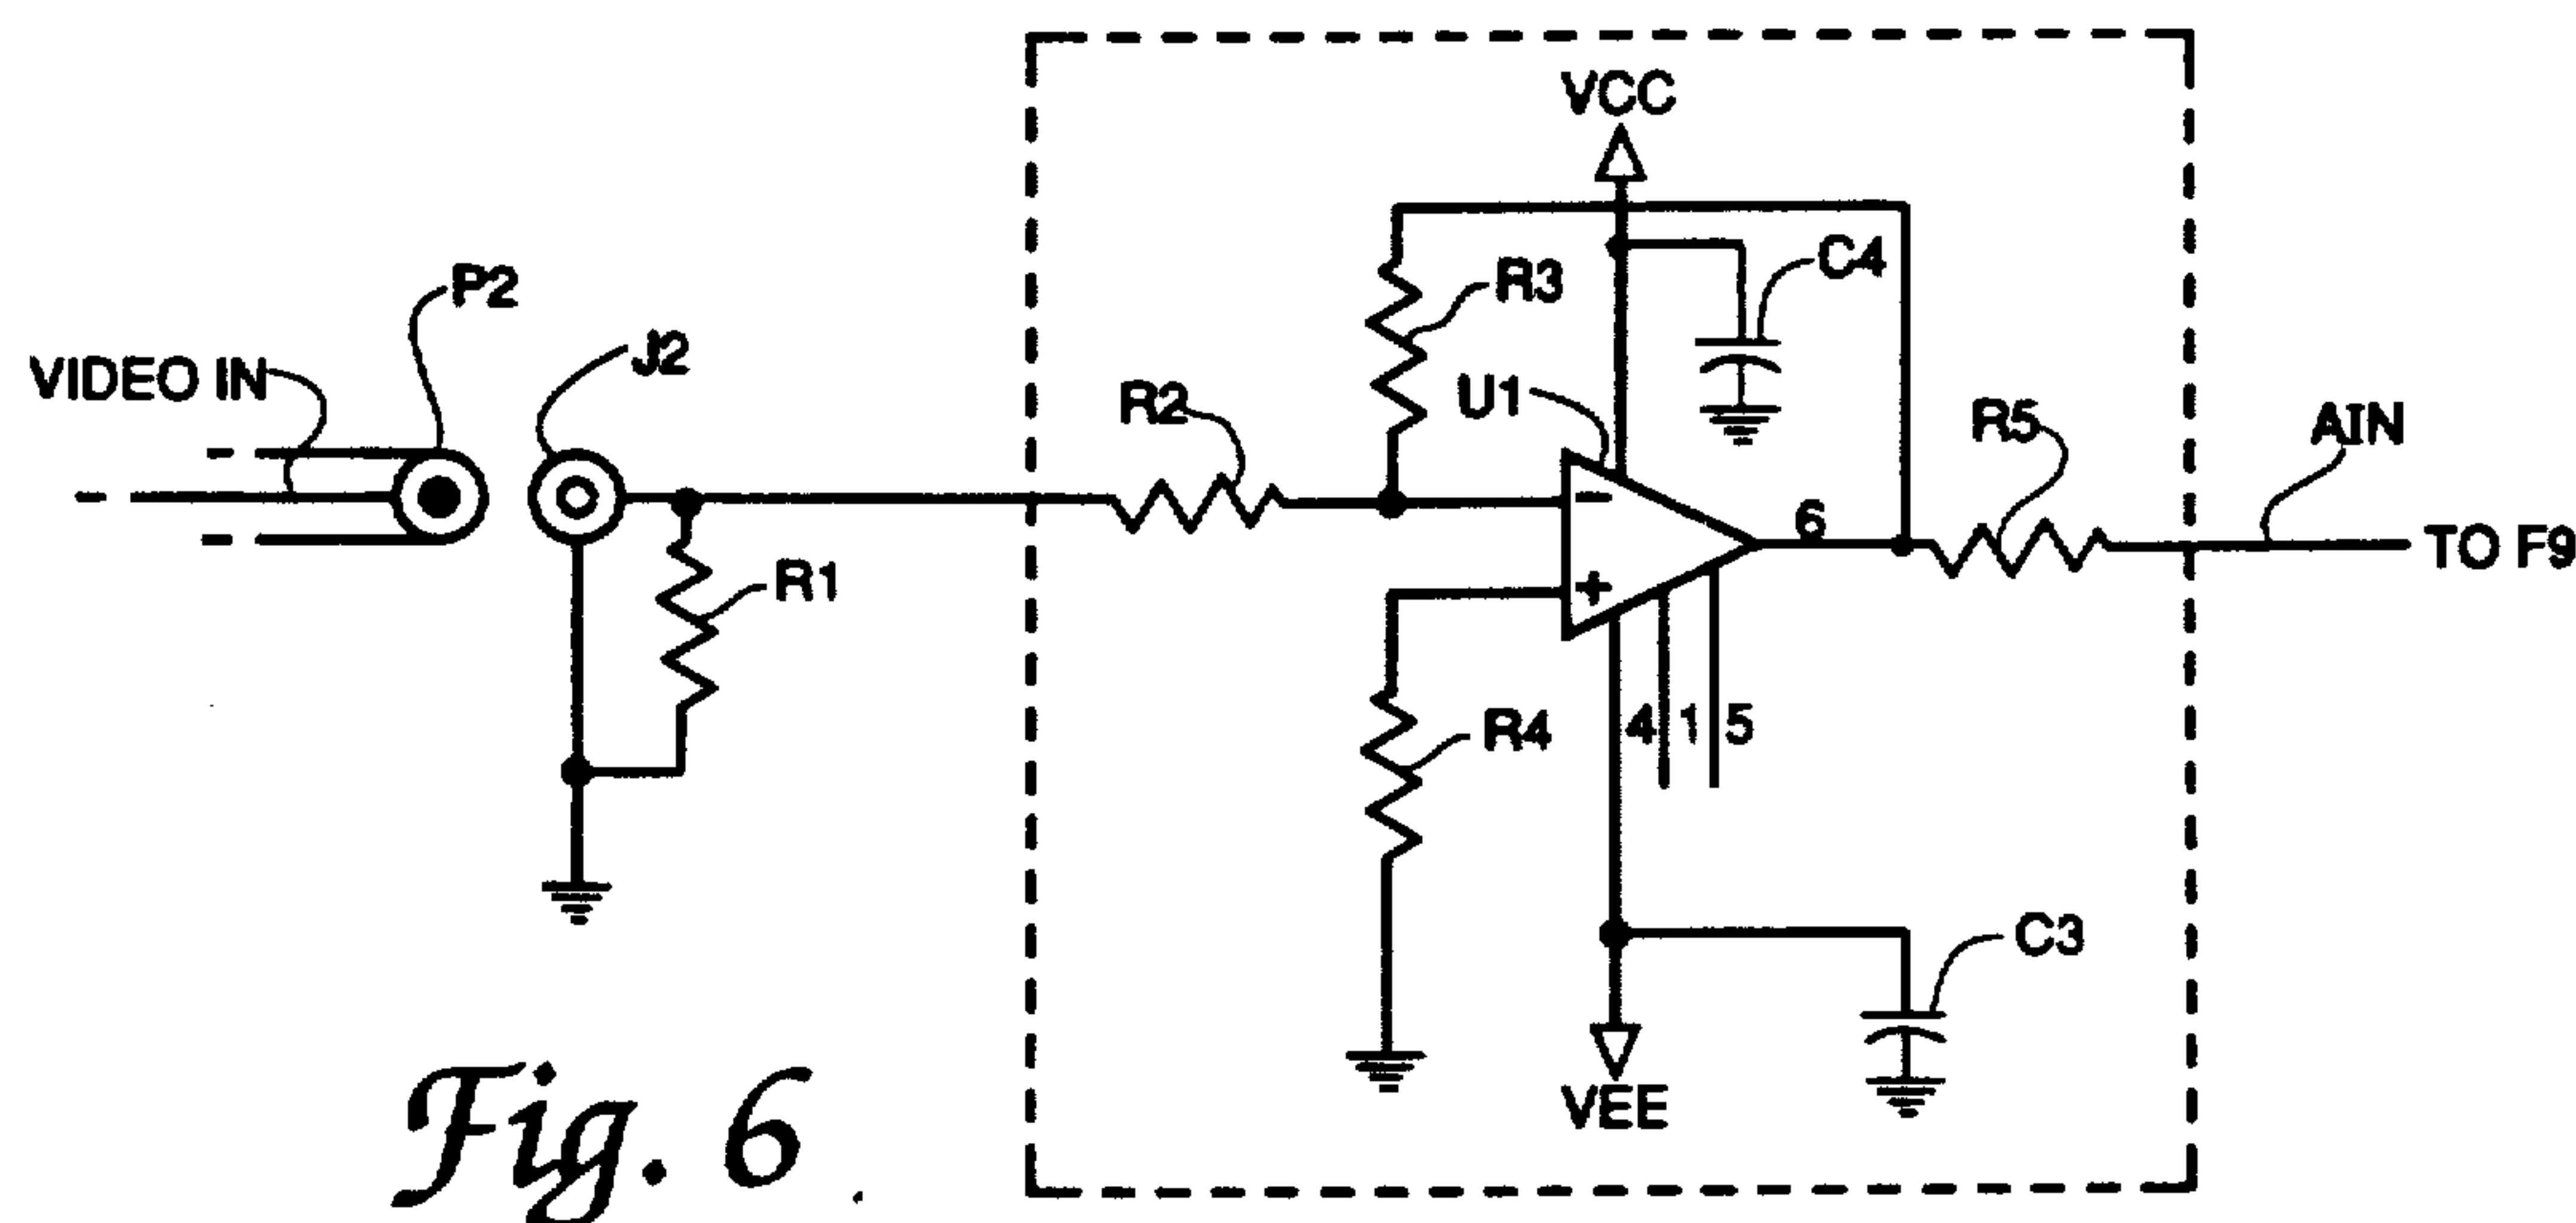 VCC
P2
C4
R3
J2
VIDEO IN
R2
U1
R5
AIN
-
6
TO F9
R1
+
R4
4
1
5
C3
VEE
Fig. 6